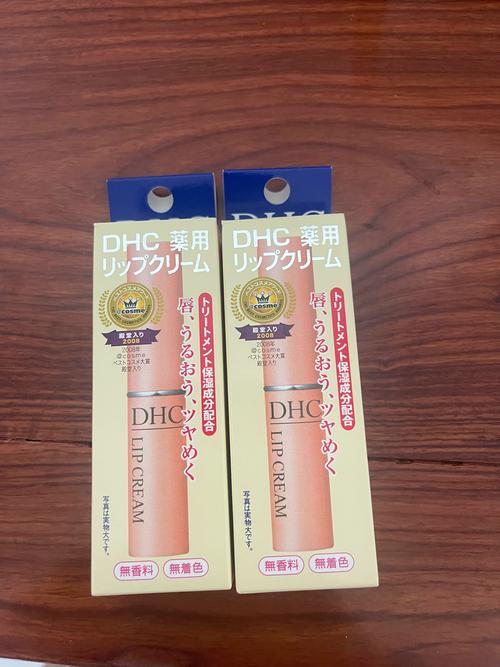 DHC 薬用
リップクリーム
@cosme
殿堂入り
2008
2008年
@cosme
ベストコスメ大賞
殿堂入り
トリートメント保湿成分配合
唇、うるおう、ツヤめく
DHC
LIP CREAM
写真は実物大です。
無香料 無着色
DHC
DHC 薬用
リップクリーム
@cosme
殿堂入り
2008
2008年
@cosme
ベストコスメ大賞
殿堂入り
トリートメント保湿成分配合
唇、うるおう、ツヤめく
DHC
LIP CREAM
写真は実物大です。
無香料 無着色